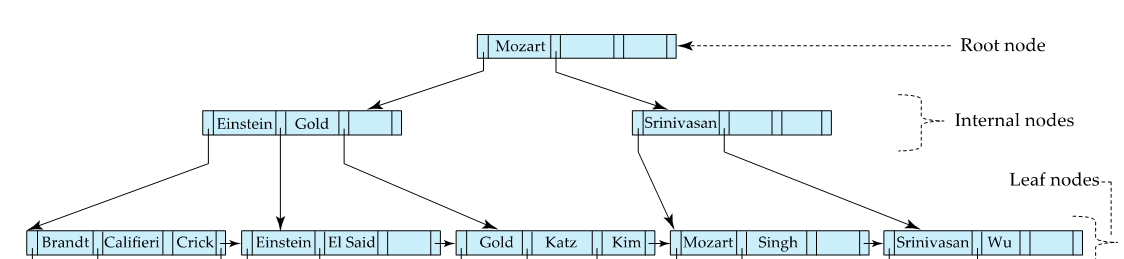 Mozart Root node
Einstein Gold Srinivasan Internal nodes
Leaf nodes
Brandt Califieri Crick Einstein El Said Gold Katz Kim Mozart Singh Srinivasan Wu